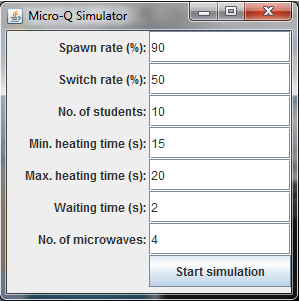 Micro-Q Simulator
Spawn rate (%): 90
Switch rate (%): 50
No. of students: 10
Min. heating time (s): 15
Max. heating time (s): 20
Waiting time (s): 2
No. of microwaves: 4
Start simulation